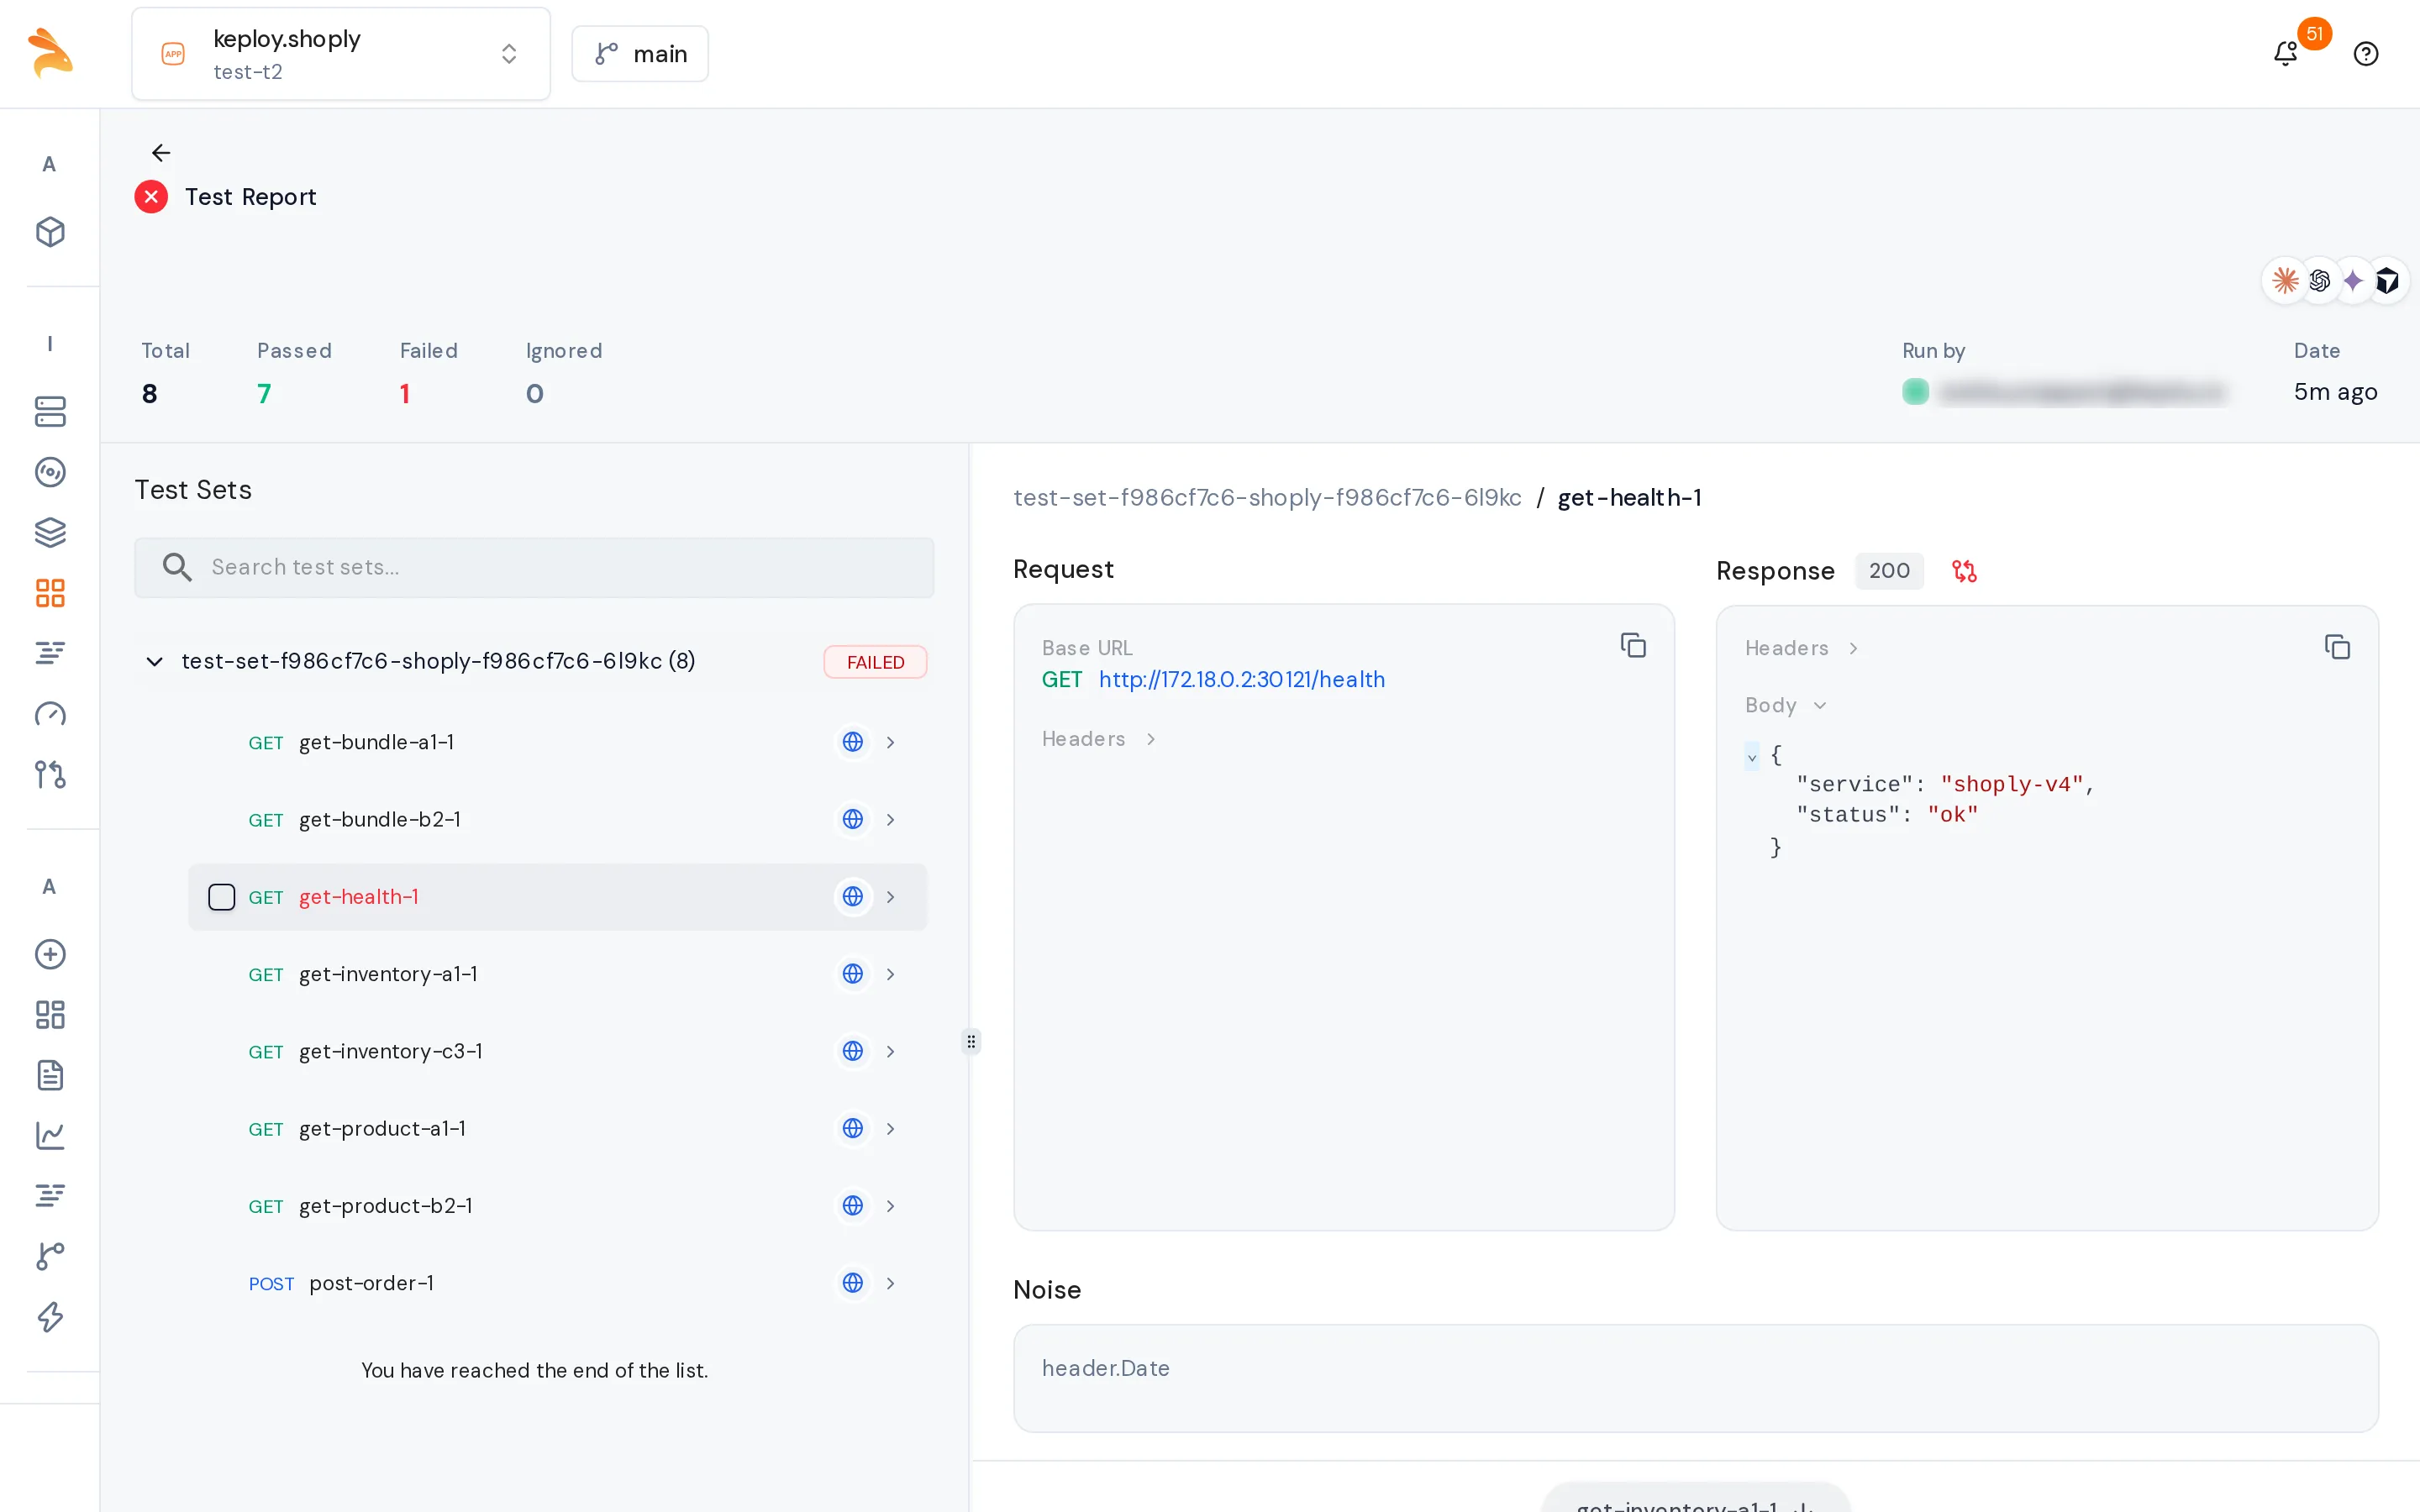 APP
keploy.shoply
test-t2
main
51
A
Test Report
I
Total
Passed
Failed
Ignored
8
7
1
0
Run by
Date
5m ago
Test Sets
Search test sets...
test-set-f986cf7c6-shoply-f986cf7c6-6l9kc (8)
FAILED
GET get-bundle-a1-1
GET get-bundle-b2-1
GET get-health-1
GET get-inventory-a1-1
GET get-inventory-c3-1
GET get-product-a1-1
GET get-product-b2-1
POST post-order-1
You have reached the end of the list.
A
test-set-f986cf7c6-shoply-f986cf7c6-6l9kc / get-health-1
Request
Base URL
GET http://172.18.0.2:30121/health
Headers
Response 200
Headers
Body
{
"service": "shoply-v4",
"status": "ok"
}
Noise
header.Date
get-inventory-a1-1